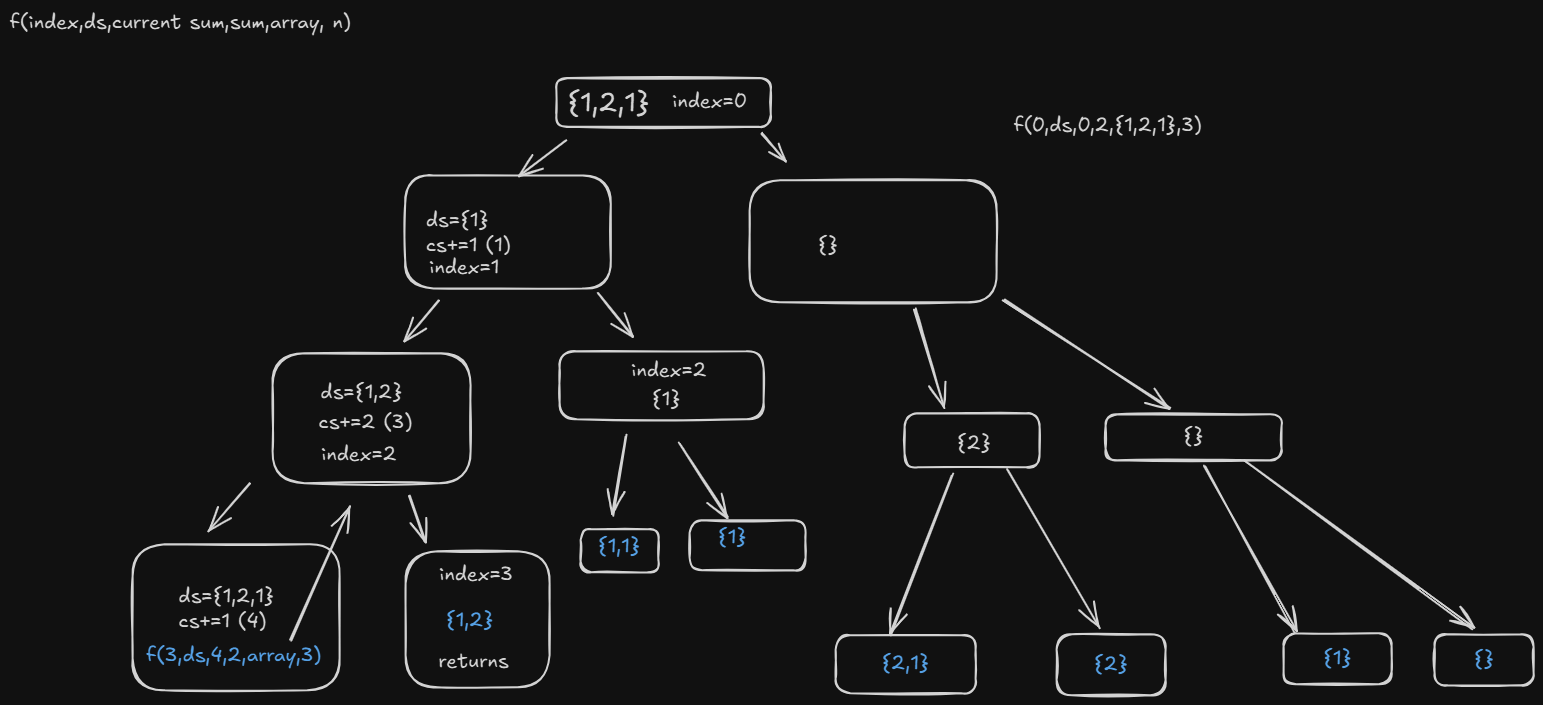 f(index,ds,current sum,sum,array, n)
{1,2,1} index=0
f(0,ds,0,2,{1,2,1},3)
ds={1}
cs+=1 (1)
index=1
{}
ds={1,2}
cs+=2 (3)
index=2
index=2
{1}
{2}
{}
ds={1,2,1}
cs+=1 (4)
f(3,ds,4,2,array,3)
index=3
{1,2}
returns
{1,1}
{1}
{2,1}
{2}
{1}
{}